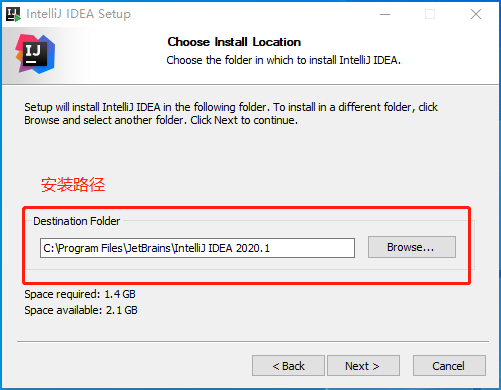 IntelliJ IDEA Setup
IJ
Choose Install Location
Choose the folder in which to install IntelliJ IDEA.
Setup will install IntelliJ IDEA in the following folder. To install in a different folder, click
Browse and select another folder. Click Next to continue.
安装路径
Destination Folder
C:\Program Files\JetBrains\IntelliJ IDEA 2020.1
Browse...
Space required: 1.4 GB
Space available: 2.1 GB
< Back
Next >
Cancel